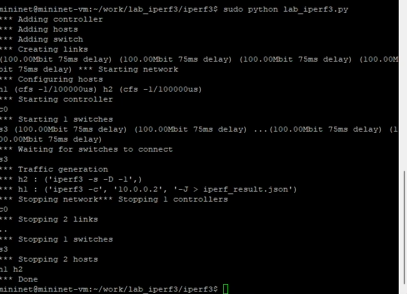 mininet@mininet-vm:~/work/lab_iperf3/iperf3$ sudo python lab_iperf3.py
*** Adding controller
*** Adding hosts
*** Adding switch
*** Creating links
(100.00Mbit 75ms delay) (100.00Mbit 75ms delay) (100.00Mbit 75ms delay) (100.00M
bit 75ms delay) *** Starting network
*** Configuring hosts
h1 (cfs -1/100000us) h2 (cfs -1/100000us)
*** Starting controller
c0
*** Starting 1 switches
s3 (100.00Mbit 75ms delay) (100.00Mbit 75ms delay) ...(100.00Mbit 75ms delay) (1
00.00Mbit 75ms delay)
*** Waiting for switches to connect
s3
*** Traffic generation
*** h2 : ('iperf3 -s -D -1',)
*** h1 : ('iperf3 -c', '10.0.0.2', '-J > iperf_result.json')
*** Stopping network*** Stopping 1 controllers
c0
*** Stopping 2 links
..
*** Stopping 1 switches
s3
*** Stopping 2 hosts
h1 h2
*** Done
mininet@mininet-vm:~/work/lab_iperf3/iperf3$